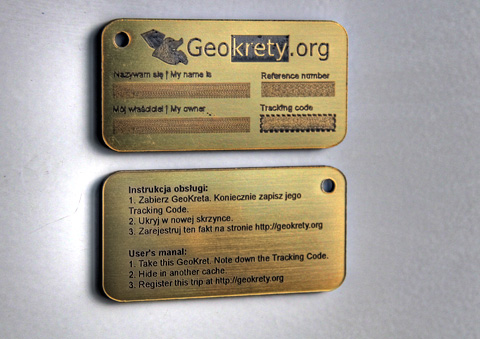 Geokrety.org
Nazywam się | My name is
Reference number
Mój właściciel | My owner
Tracking code
Instrukcja obsługi:
1. Zabierz GeoKreta. Koniecznie zapisz jego
Tracking Code.
2. Ukryj w nowej skrzynce.
3. Zarejestruj ten fakt na stronie http://geokrety.org
User's manal:
1. Take this GeoKret. Note down the Tracking Code.
2. Hide in another cache.
3. Register this trip at http://geokrety.org